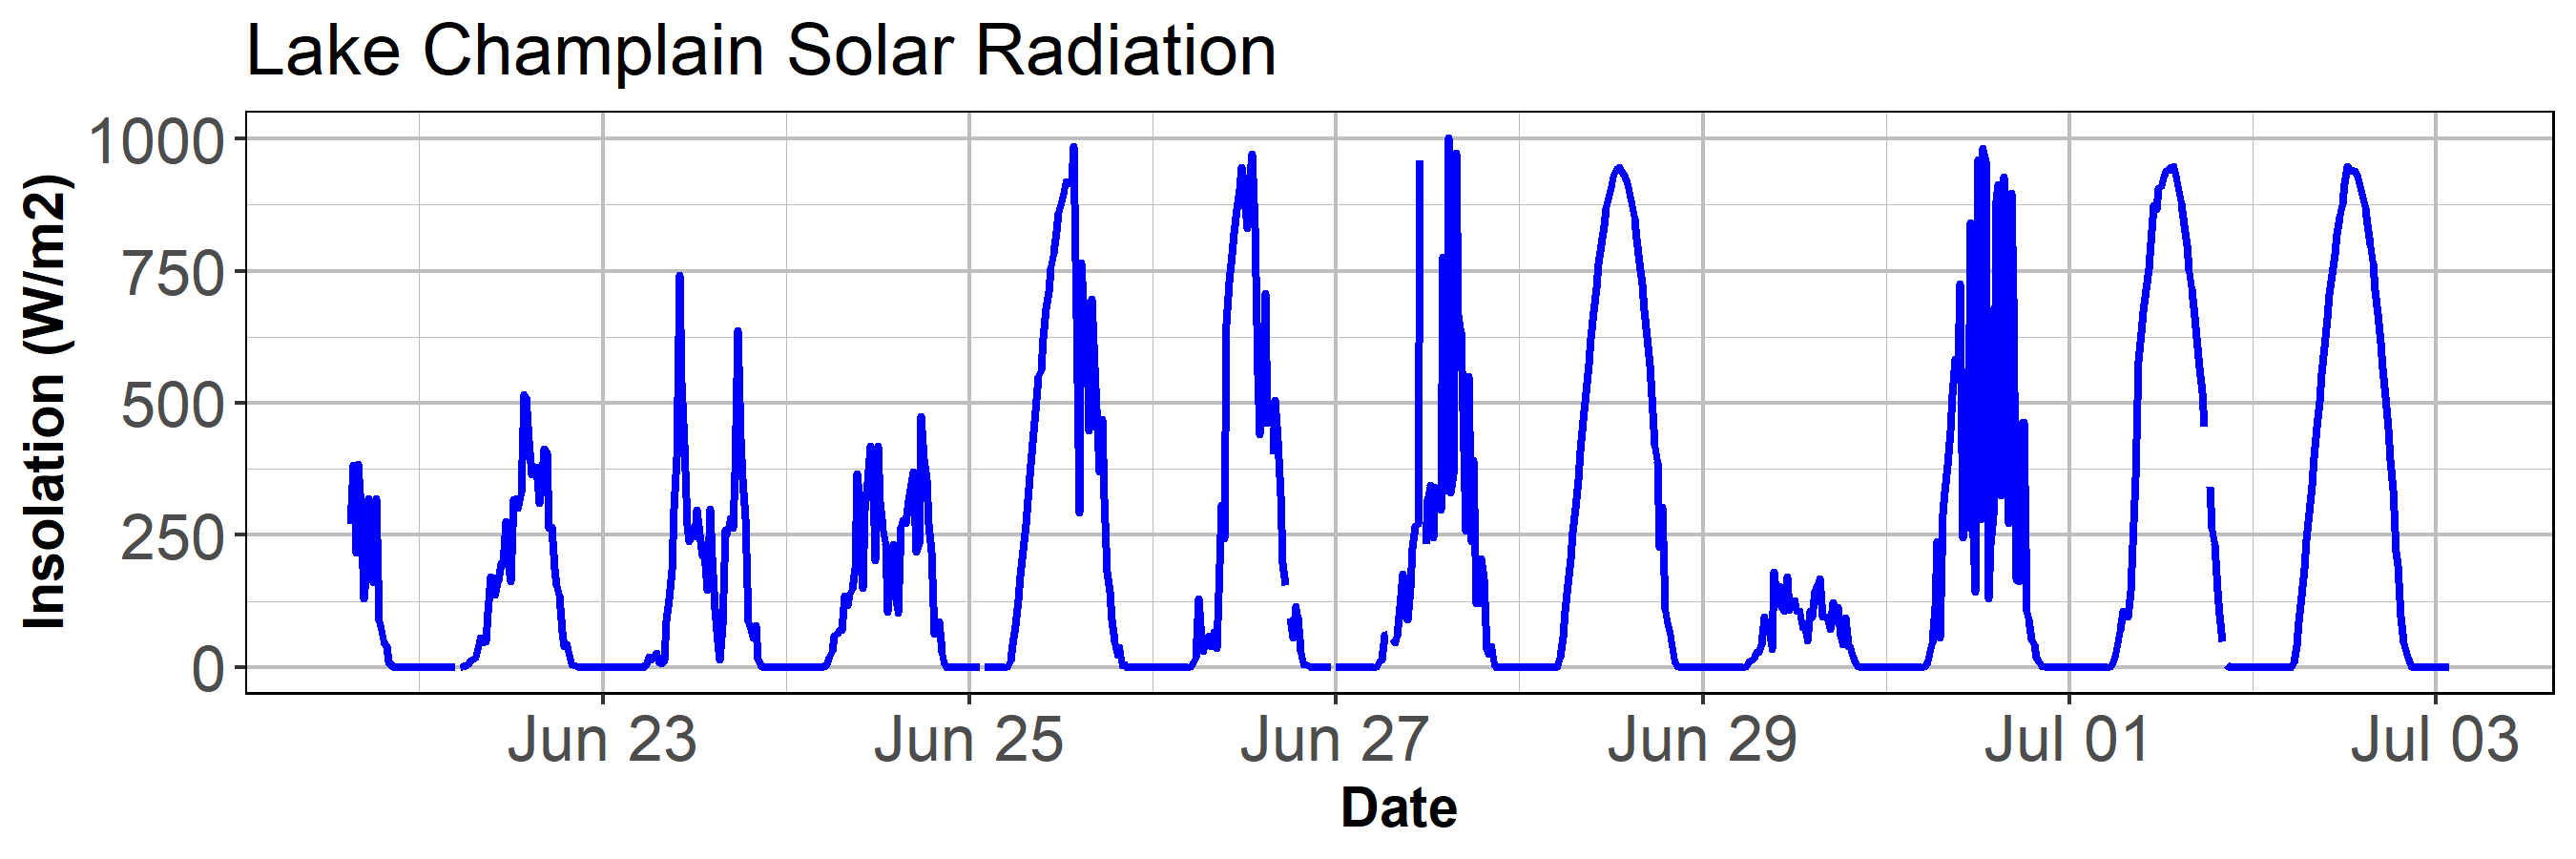 Lake Champlain Solar Radiation
1000
750
500
250
0
Insolation (W/m2)
Jun 23 Jun 25 Jun 27 Jun 29 Jul 01 Jul 03
Date